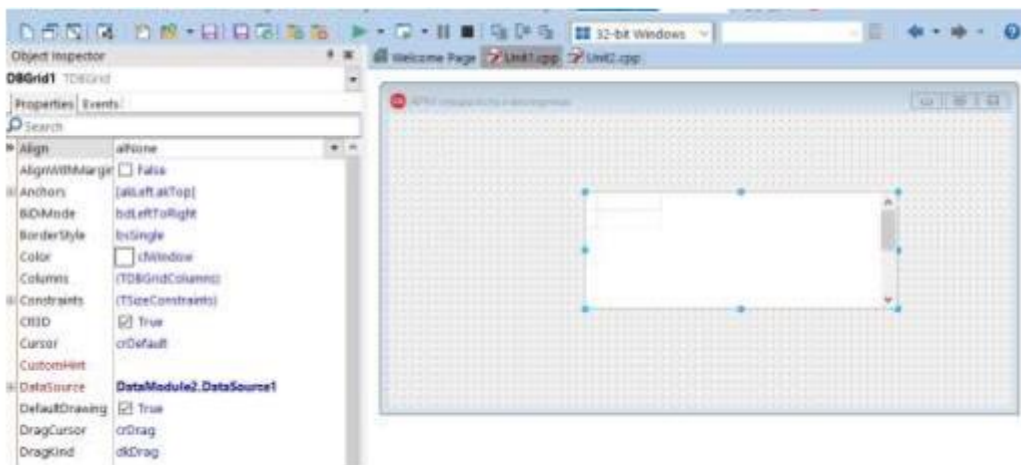 32-bit Windows
Object Inspector
Welcome Page Unit1.cpp Unit2.cpp
DBGrid1 TDBGrid
Properties Events
Search
Align alNone
AlignWithMargin False
Anchors [akLeft,akTop]
BiDiMode bdLeftToRight
BorderStyle bsSingle
Color clWindow
Columns (TDBGridColumns)
Constraints (TSizeConstraints)
Ctl3D True
Cursor crDefault
CustomHint
DataSource DataModule2.DataSource1
DefaultDrawing True
DragCursor crDrag
DragKind dkDrag